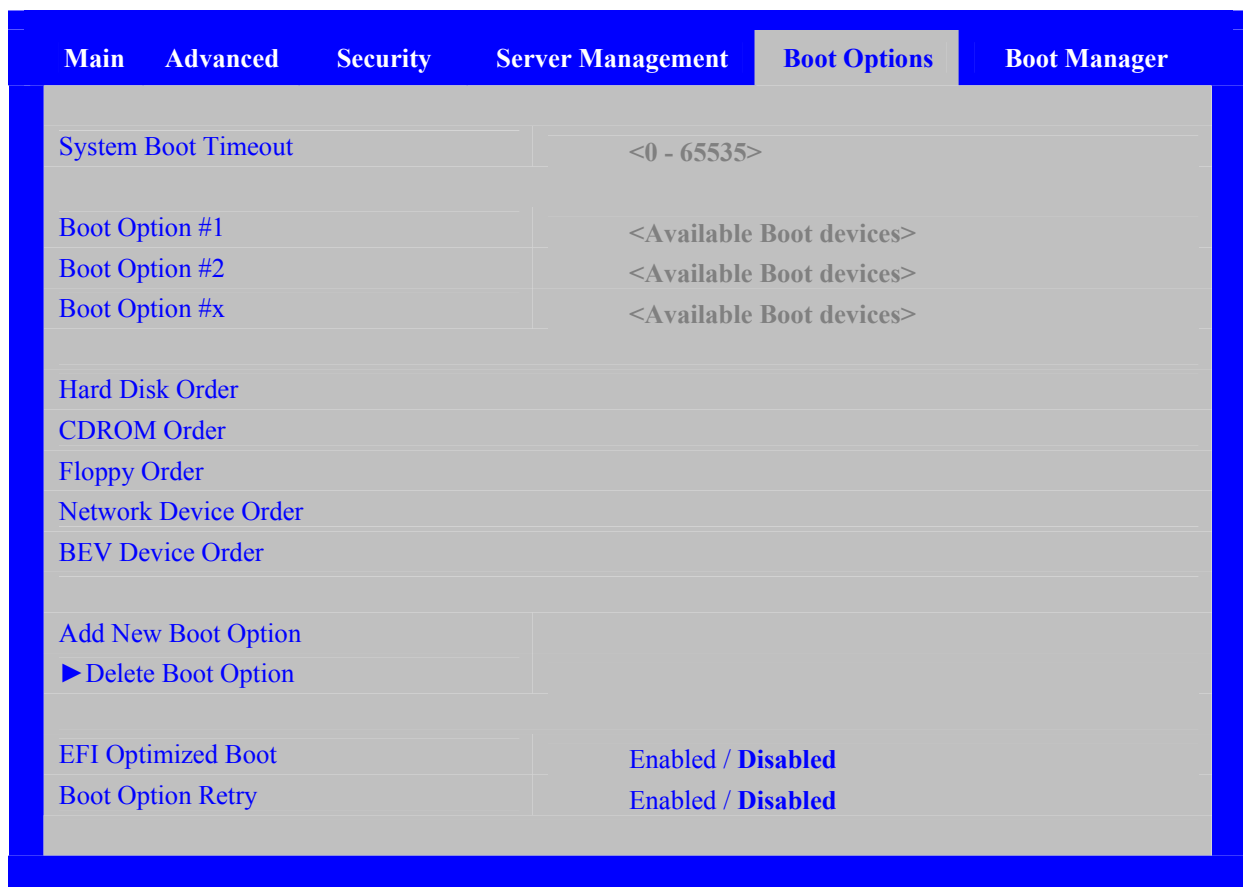 Main Advanced Security Server Management Boot Options Boot Manager
System Boot Timeout <0 - 65535>
Boot Option #1 <Available Boot devices>
Boot Option #2 <Available Boot devices>
Boot Option #x <Available Boot devices>
Hard Disk Order
CDROM Order
Floppy Order
Network Device Order
BEV Device Order
Add New Boot Option
►Delete Boot Option
EFI Optimized Boot Enabled / Disabled
Boot Option Retry Enabled / Disabled